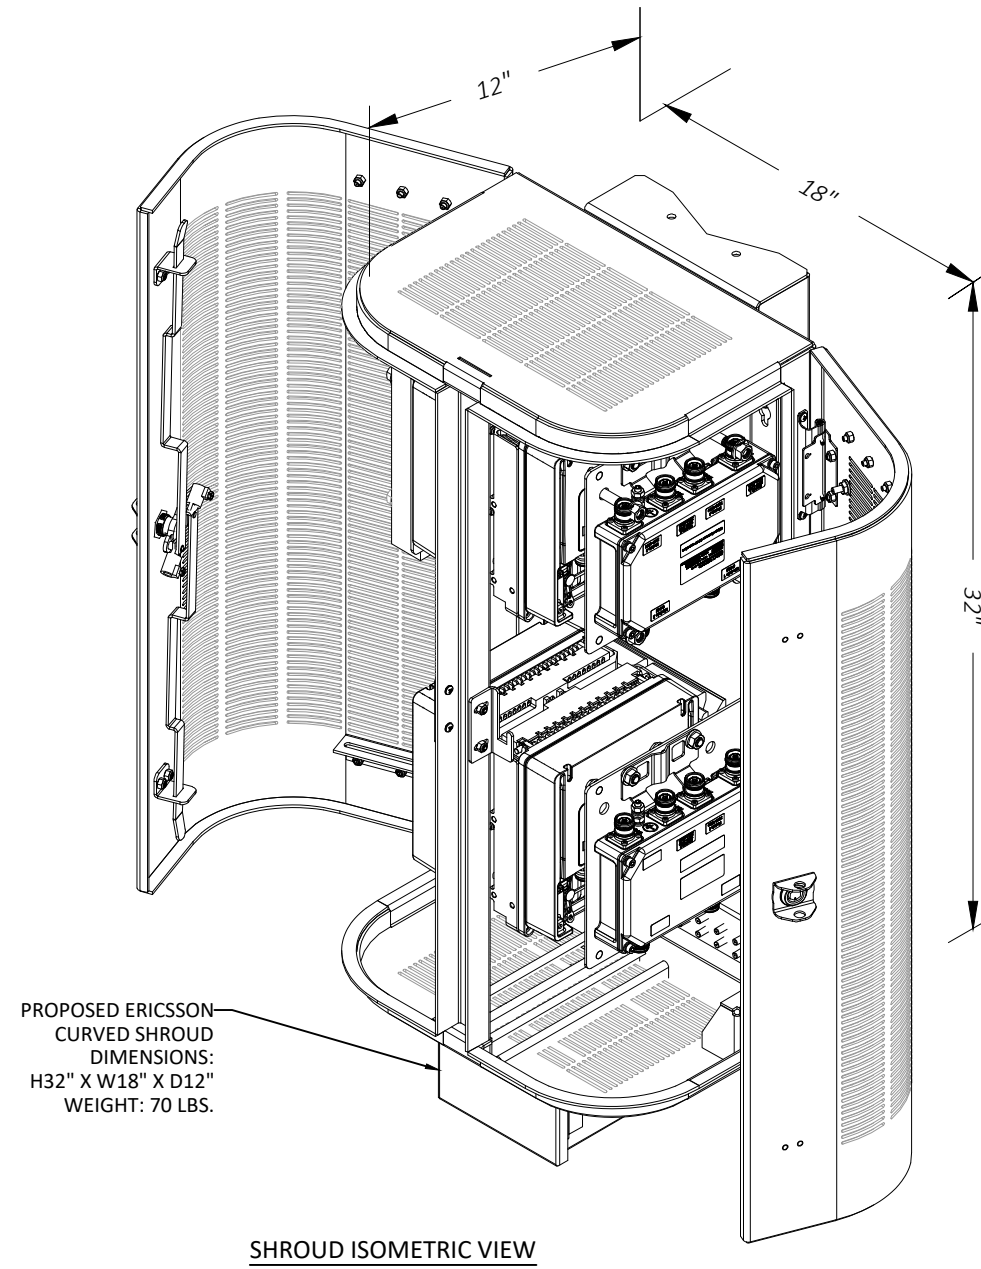 12"
18"
32"
PROPOSED ERICSSON
CURVED SHROUD
DIMENSIONS:
H32" X W18" X D12"
WEIGHT: 70 LBS.
SHROUD ISOMETRIC VIEW